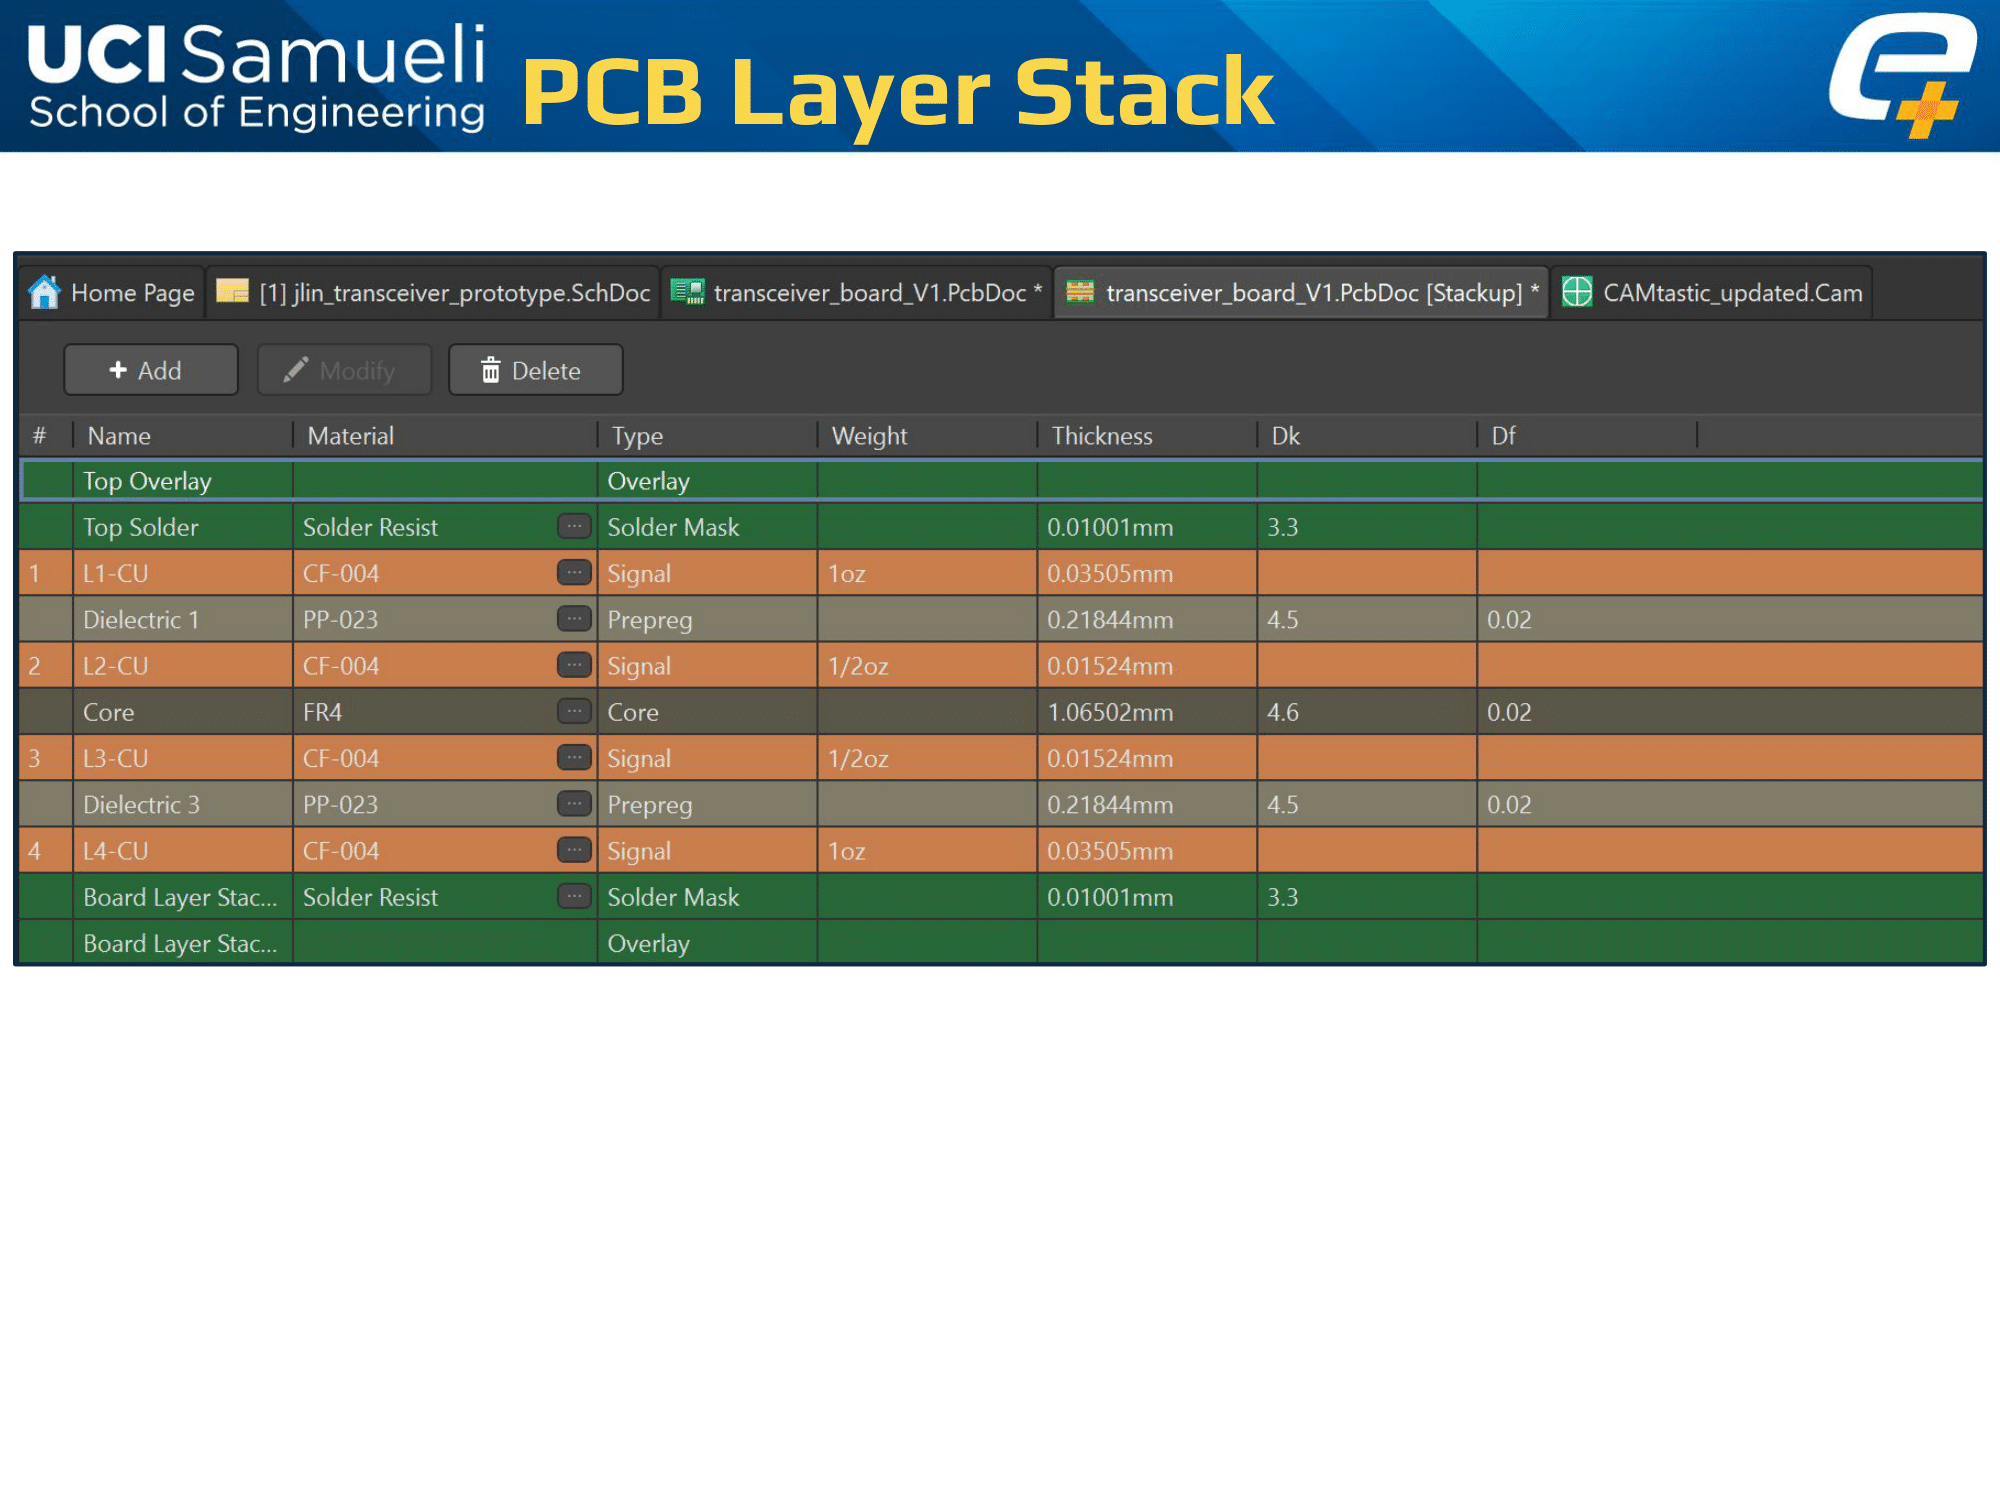 UCI Samueli
School of Engineering
PCB Layer Stack
e+
Home Page [1] jlin_transceiver_prototype.SchDoc transceiver_board_V1.PcbDoc * transceiver_board_V1.PcbDoc [Stackup] * CAMtastic_updated.Cam
+ Add Modify Delete
# Name Material Type Weight Thickness Dk Df
Top Overlay Overlay
Top Solder Solder Resist ... Solder Mask 0.01001mm 3.3
1 L1-CU CF-004 ... Signal 1oz 0.03505mm
Dielectric 1 PP-023 ... Prepreg 0.21844mm 4.5 0.02
2 L2-CU CF-004 ... Signal 1/2oz 0.01524mm
Core FR4 ... Core 1.06502mm 4.6 0.02
3 L3-CU CF-004 ... Signal 1/2oz 0.01524mm
Dielectric 3 PP-023 ... Prepreg 0.21844mm 4.5 0.02
4 L4-CU CF-004 ... Signal 1oz 0.03505mm
Board Layer Stac... Solder Resist ... Solder Mask 0.01001mm 3.3
Board Layer Stac... Overlay